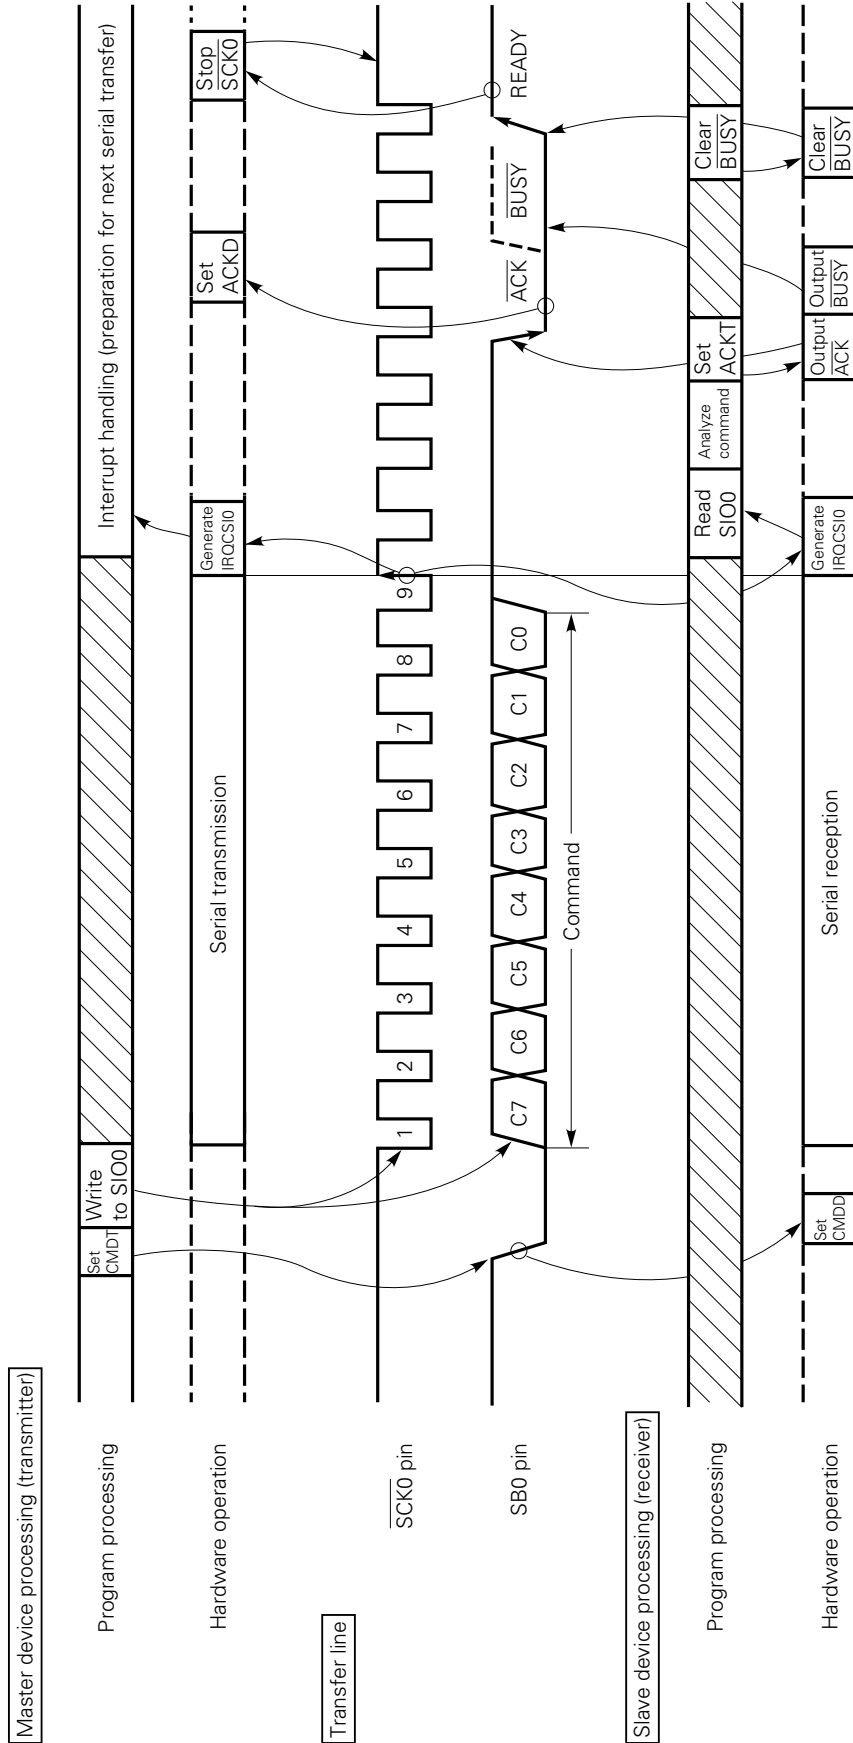 Master device processing (transmitter)
Program processing
Set
CMDT
Write
to SIO0
Interrupt handling (preparation for next serial transfer)
Hardware operation
Serial transmission
Generate
IRQCSI0
Set
ACKD
Stop
SCK0
Transfer line
SCK0 pin
1 2 3 4 5 6 7 8 9
SB0 pin
C7 C6 C5 C4 C3 C2 C1 C0
ACK
BUSY
READY
Command
Slave device processing (receiver)
Program processing
Read
SIO0
Analyze
command
Set
ACKT
Clear
BUSY
Hardware operation
Set
CMDD
Serial reception
Generate
IRQCSI0
Output
ACK
Output
BUSY
Clear
BUSY